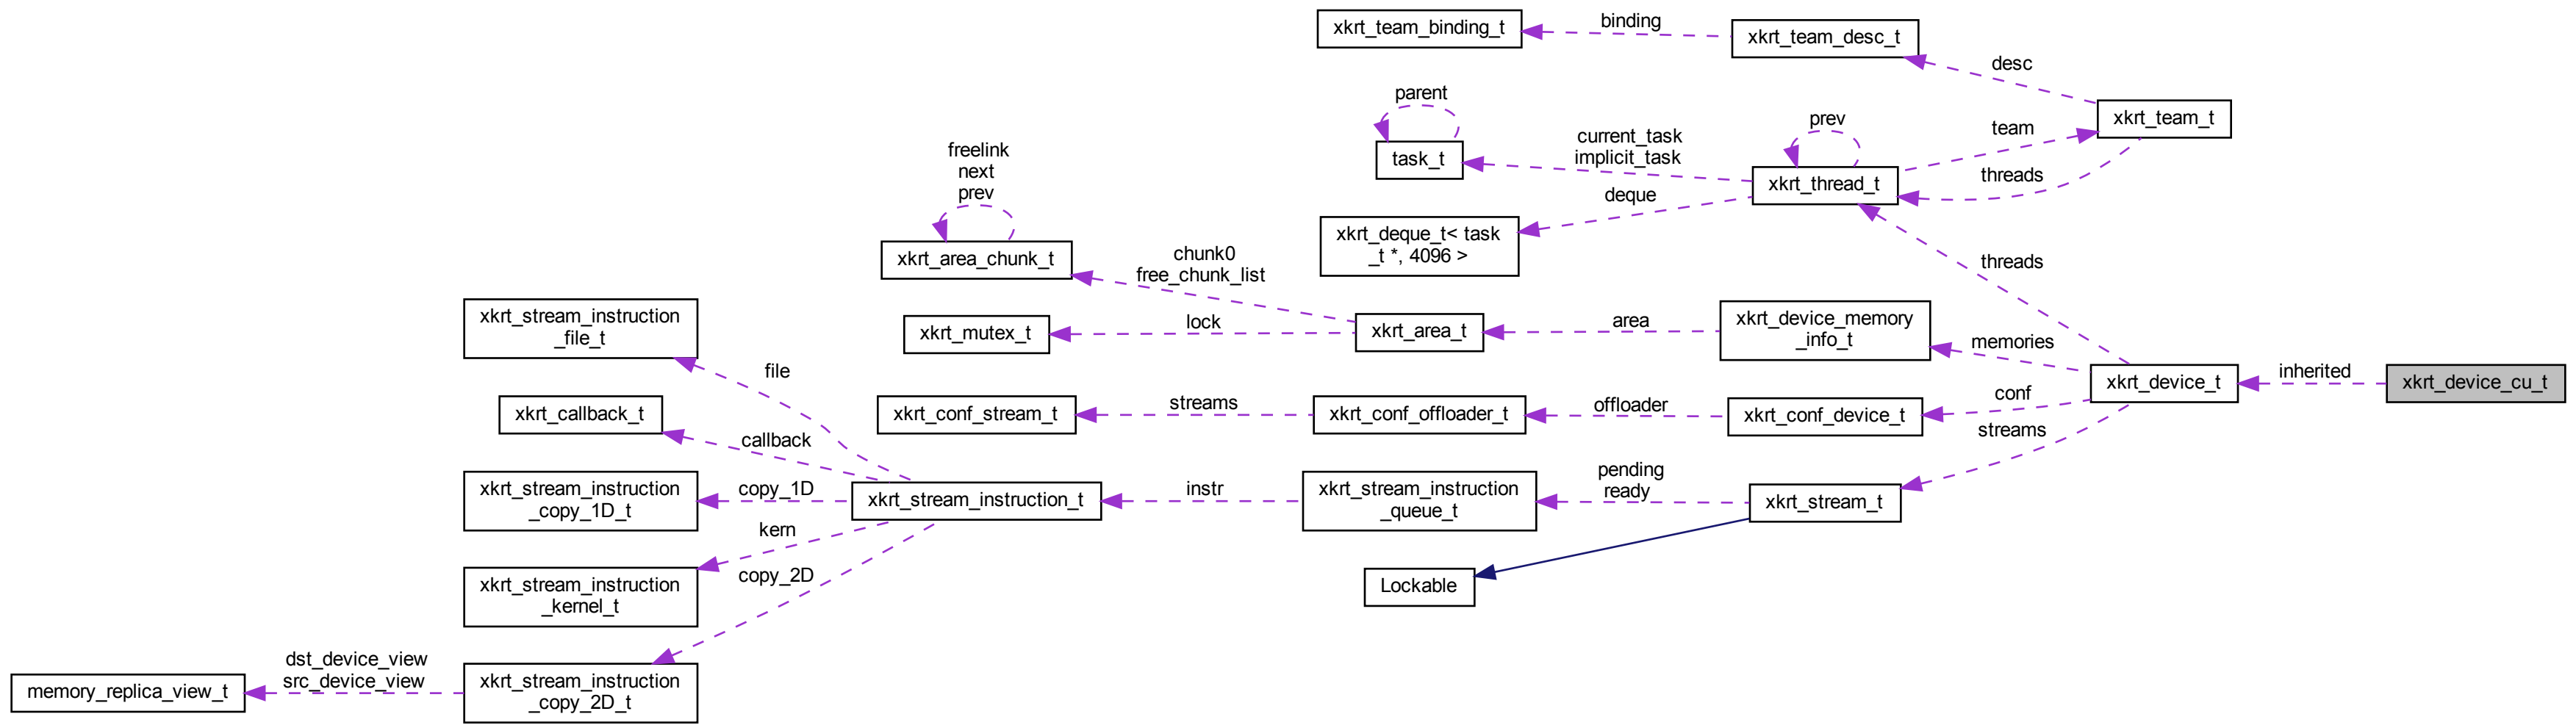 xkrt_team_binding_t
binding
xkrt_team_desc_t
desc
parent
prev
team
xkrt_team_t
current_task
implicit_task
task_t
freelink
next
prev
xkrt_thread_t
threads
deque
xkrt_deque_t< task
_t *, 4096 >
xkrt_area_chunk_t
chunk0
free_chunk_list
threads
xkrt_stream_instruction
_file_t
xkrt_mutex_t
lock
xkrt_area_t
area
xkrt_device_memory
_info_t
memories
file
xkrt_device_t
inherited
xkrt_device_cu_t
xkrt_callback_t
callback
xkrt_conf_stream_t
streams
xkrt_conf_offloader_t
offloader
xkrt_conf_device_t
conf
streams
xkrt_stream_instruction
_copy_1D_t
copy_1D
xkrt_stream_instruction_t
instr
xkrt_stream_instruction
_queue_t
pending
ready
xkrt_stream_t
kern
xkrt_stream_instruction
_kernel_t
copy_2D
Lockable
memory_replica_view_t
dst_device_view
src_device_view
xkrt_stream_instruction
_copy_2D_t